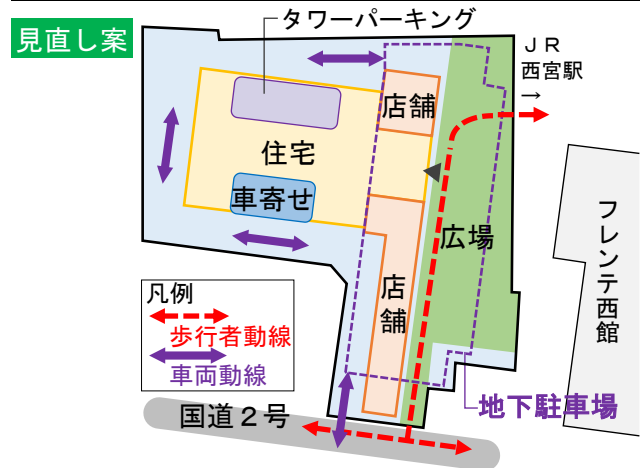 見直し案
タワーパーキング
ＪＲ
西宮駅
→
店舗
住宅
車寄せ
広場
店舗
フレンテ西館
凡例
歩行者動線
車両動線
地下駐車場
国道２号